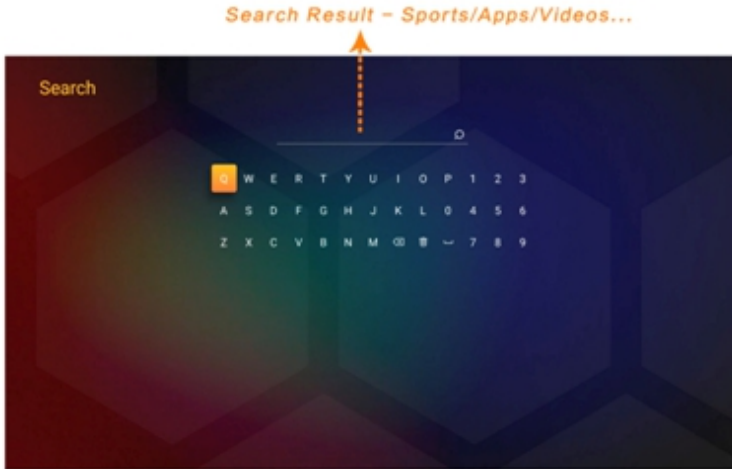 Search Result – Sports/Apps/Videos...
Search
Q W E R T Y U I O P 1 2 3
A S D F G H J K L 0 4 5 6
Z X C V B N M 7 8 9